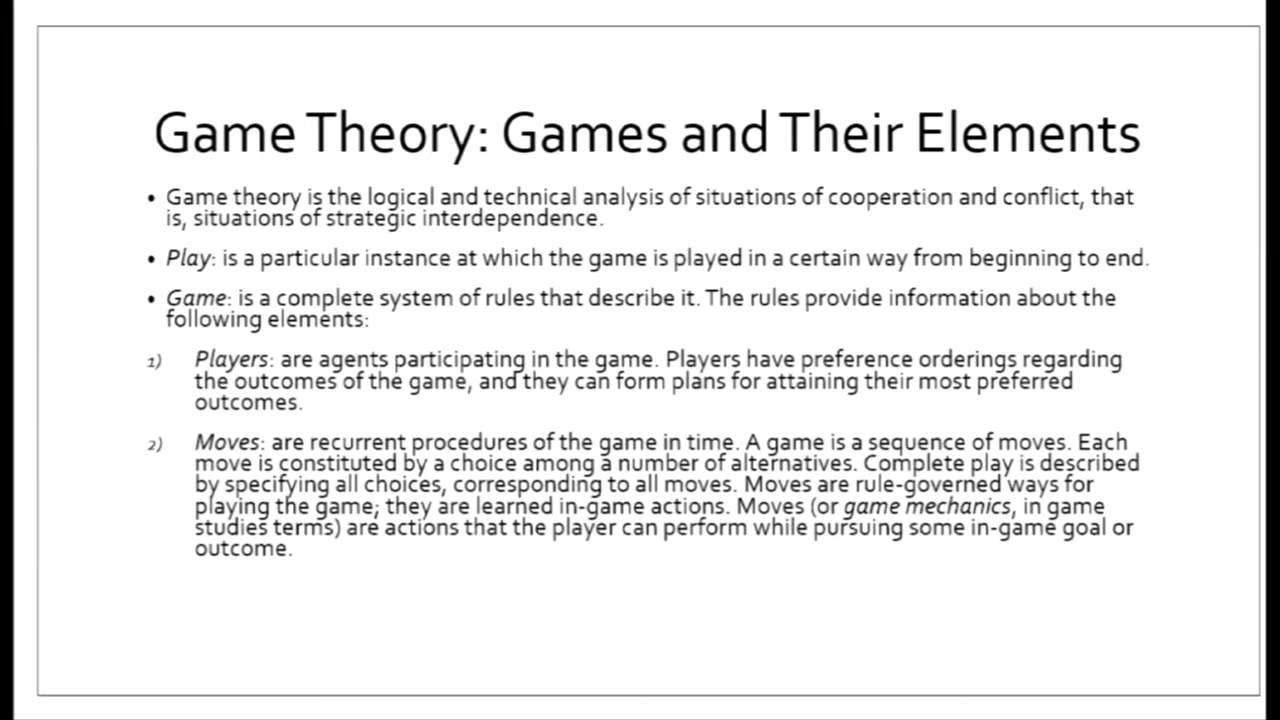 Game Theory: Games and Their Elements
• Game theory is the logical and technical analysis of situations of cooperation and conflict, that
is, situations of strategic interdependence.
• Play: is a particular instance at which the game is played in a certain way from beginning to end.
• Game: is a complete system of rules that describe it. The rules provide information about the
following elements:
1) Players: are agents participating in the game. Players have preference orderings regarding
the outcomes of the game, and they can form plans for attaining their most preferred
outcomes.
2) Moves: are recurrent procedures of the game in time. A game is a sequence of moves. Each
move is constituted by a choice among a number of alternatives. Complete play is described
by specifying all choices, corresponding to all moves. Moves are rule-governed ways for
playing the game; they are learned in-game actions. Moves (or game mechanics, in game
studies terms) are actions that the player can perform while pursuing some in-game goal or
outcome.